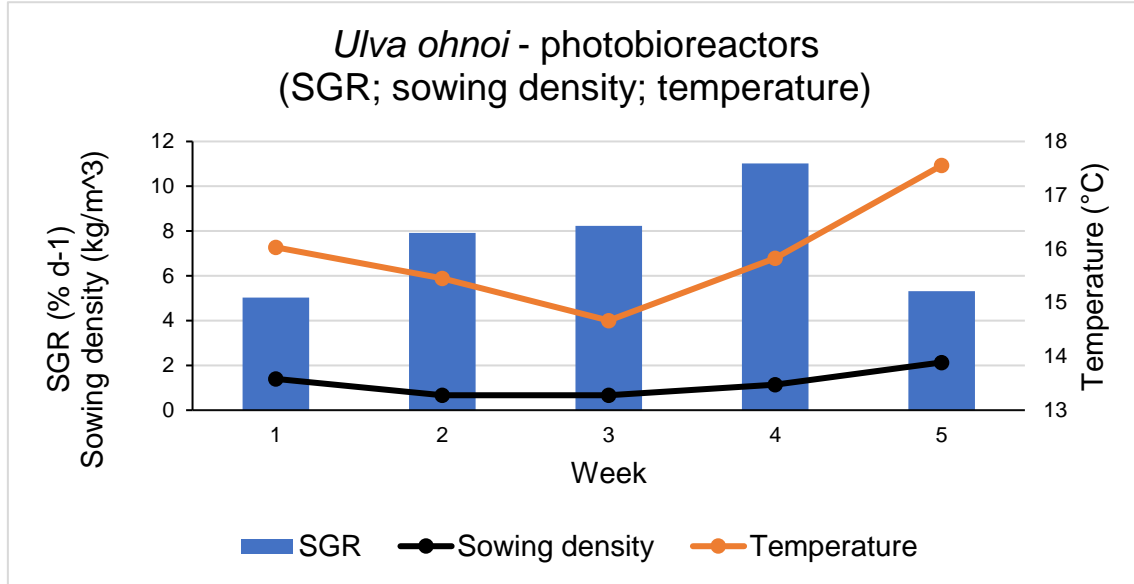 Ulva ohnoi - photobioreactors
(SGR; sowing density; temperature)
SGR (% d-1)
Sowing density (kg/m^3)
12
10
8
6
4
2
0
18
17
16
15
14
13
Temperature (°C)
1 2 3 4 5
Week
SGR Sowing density Temperature